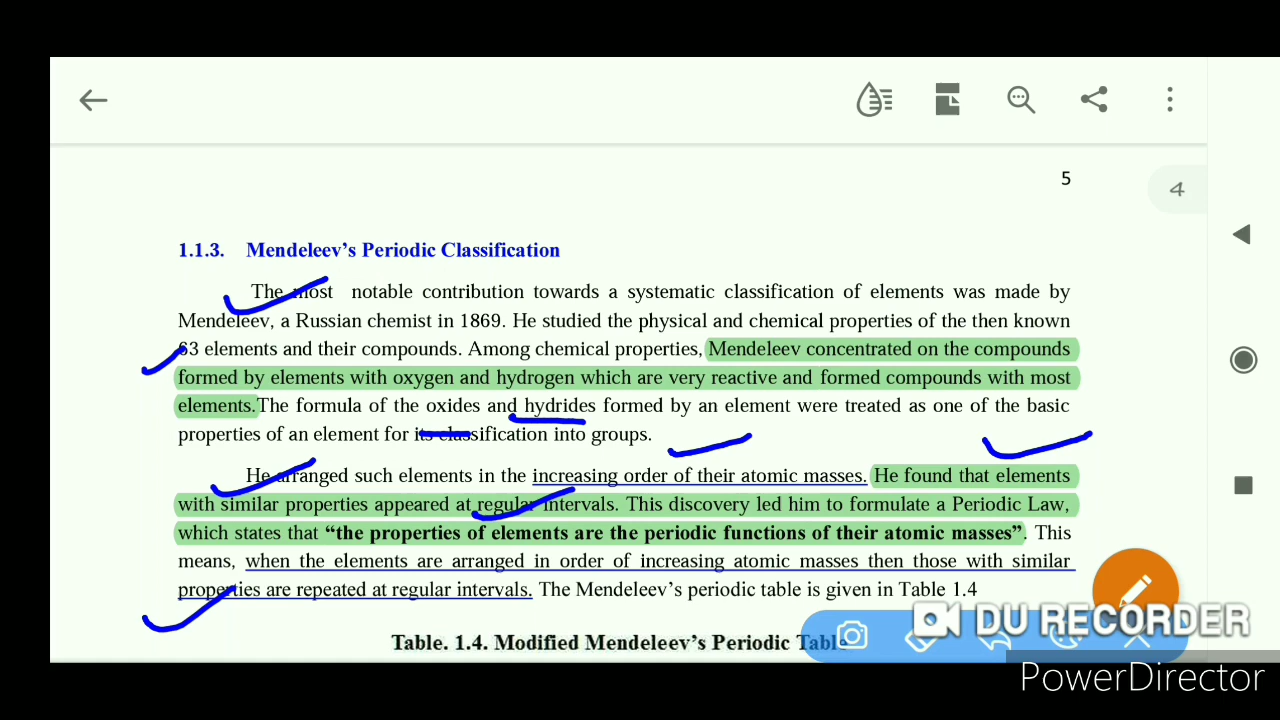 5
4
1.1.3. Mendeleev's Periodic Classification
The most notable contribution towards a systematic classification of elements was made by
Mendeleev, a Russian chemist in 1869. He studied the physical and chemical properties of the then known
63 elements and their compounds. Among chemical properties, Mendeleev concentrated on the compounds
formed by elements with oxygen and hydrogen which are very reactive and formed compounds with most
elements.The formula of the oxides and hydrides formed by an element were treated as one of the basic
properties of an element for its classification into groups.
He arranged such elements in the increasing order of their atomic masses. He found that elements
with similar properties appeared at regular intervals. This discovery led him to formulate a Periodic Law,
which states that “the properties of elements are the periodic functions of their atomic masses”. This
means, when the elements are arranged in order of increasing atomic masses then those with similar
properties are repeated at regular intervals. The Mendeleev's periodic table is given in Table 1.4
Table. 1.4. Modified Mendeleev's Periodic Table
DU RECORDER
PowerDirector